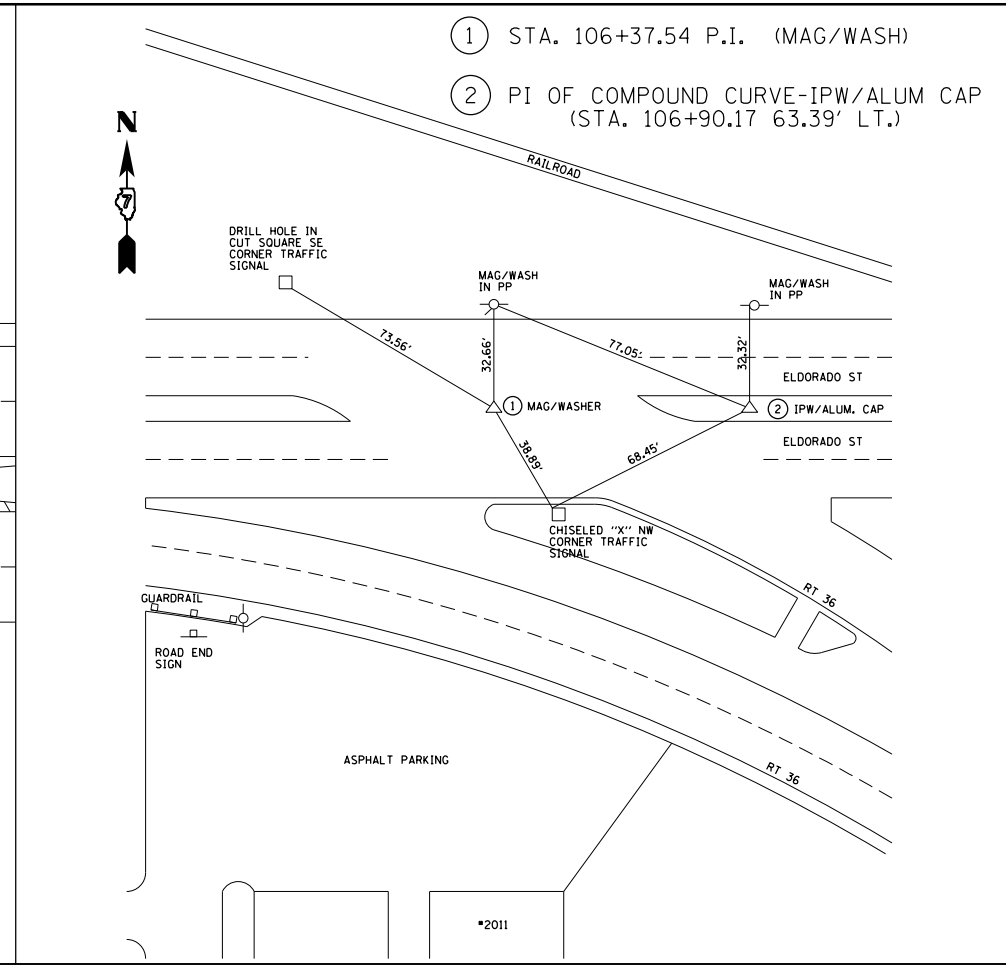 1 STA. 106+37.54 P.I. (MAG/WASH)
2 PI OF COMPOUND CURVE-IPW/ALUM CAP
(STA. 106+90.17 63.39' LT.)
N
7
RAILROAD
DRILL HOLE IN
CUT SQUARE SE
CORNER TRAFFIC
SIGNAL
MAG/WASH
IN PP
MAG/WASH
IN PP
73.56'
32.66'
77.05'
32.32'
ELDORADO ST
1 MAG/WASHER
2 IPW/ALUM. CAP
ELDORADO ST
38.89'
68.45'
CHISELED "X" NW
CORNER TRAFFIC
SIGNAL
RT 36
GUARDRAIL
ROAD END
SIGN
ASPHALT PARKING
RT 36
2011